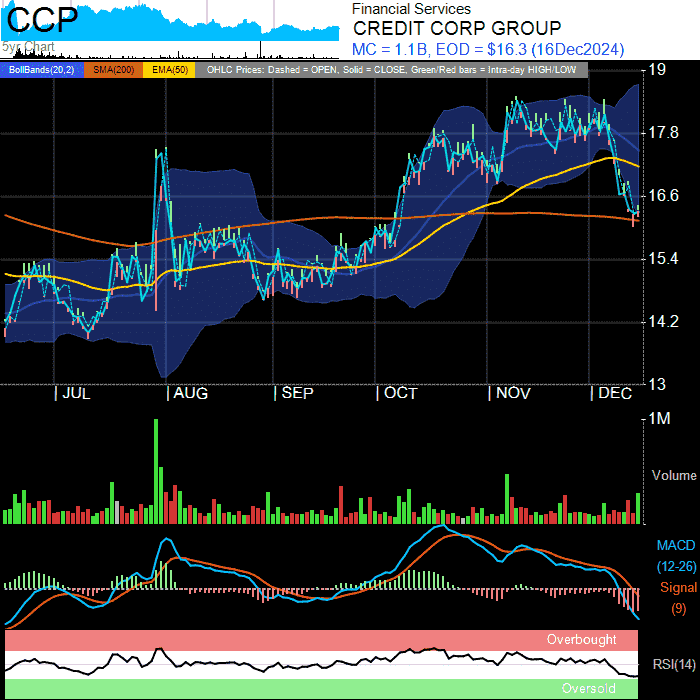 CCP
5yr Chart
Financial Services
CREDIT CORP GROUP
MC = 1.1B, EOD = $16.3 (16Dec2024)
BollBands(20,2) SMA(200) EMA(50) OHLC Prices: Dashed = OPEN, Solid = CLOSE, Green/Red bars = Intra-day HIGH/LOW
19
17.8
16.6
15.4
14.2
13
JUL AUG SEP OCT NOV DEC
1M
Volume
MACD
(12-26)
Signal
(9)
Overbought
RSI(14)
Oversold